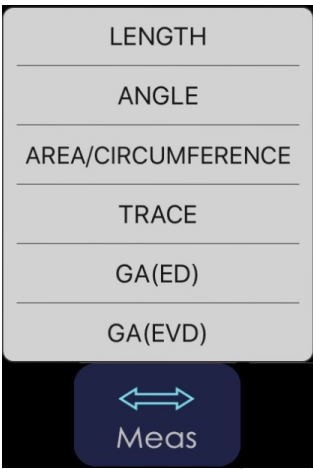 LENGTH
ANGLE
AREA/CIRCUMFERENCE
TRACE
GA(ED)
GA(EVD)
Meas